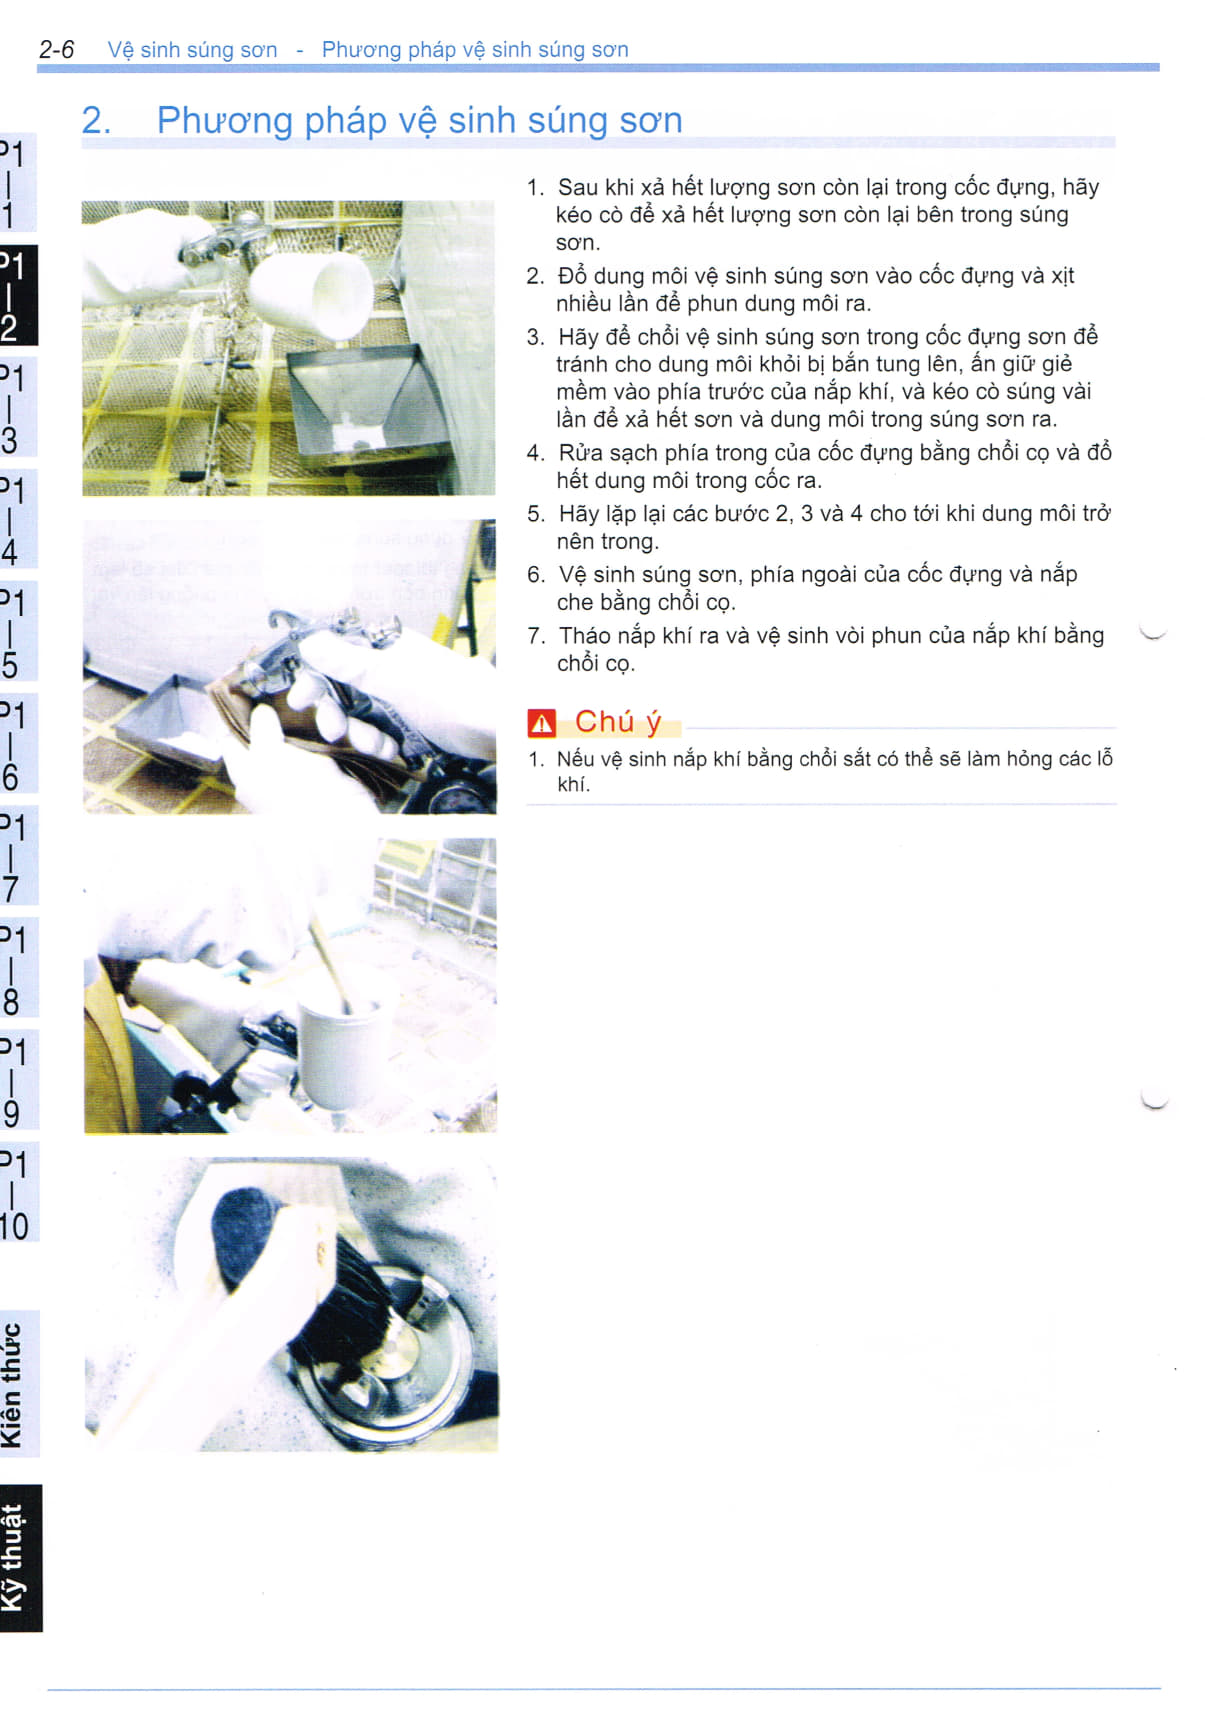 2-6 Vệ sinh súng sơn - Phương pháp vệ sinh súng sơn
2. Phương pháp vệ sinh súng sơn
1. Sau khi xả hết lượng sơn còn lại trong cốc đựng, hãy
kéo cò để xả hết lượng sơn còn lại bên trong súng
sơn.
2. Đổ dung môi vệ sinh súng sơn vào cốc đựng và xịt
nhiều lần để phun dung môi ra.
3. Hãy để chổi vệ sinh súng sơn trong cốc đựng sơn để
tránh cho dung môi khỏi bị bắn tung lên, ấn giữ giẻ
mềm vào phía trước của nắp khí, và kéo cò súng vài
lần để xả hết sơn và dung môi trong súng sơn ra.
4. Rửa sạch phía trong của cốc đựng bằng chổi cọ và đổ
hết dung môi trong cốc ra.
5. Hãy lặp lại các bước 2, 3 và 4 cho tới khi dung môi trở
nên trong.
6. Vệ sinh súng sơn, phía ngoài của cốc đựng và nắp
che bằng chổi cọ.
7. Tháo nắp khí ra và vệ sinh vòi phun của nắp khí bằng
chổi cọ.
Chú ý
1. Nếu vệ sinh nắp khí bằng chổi sắt có thể sẽ làm hỏng các lỗ
khí.
P1
1
P1
2
P1
3
P1
4
P1
5
P1
6
P1
7
P1
8
P1
9
P1
10
Kiến thức
Kỹ thuật